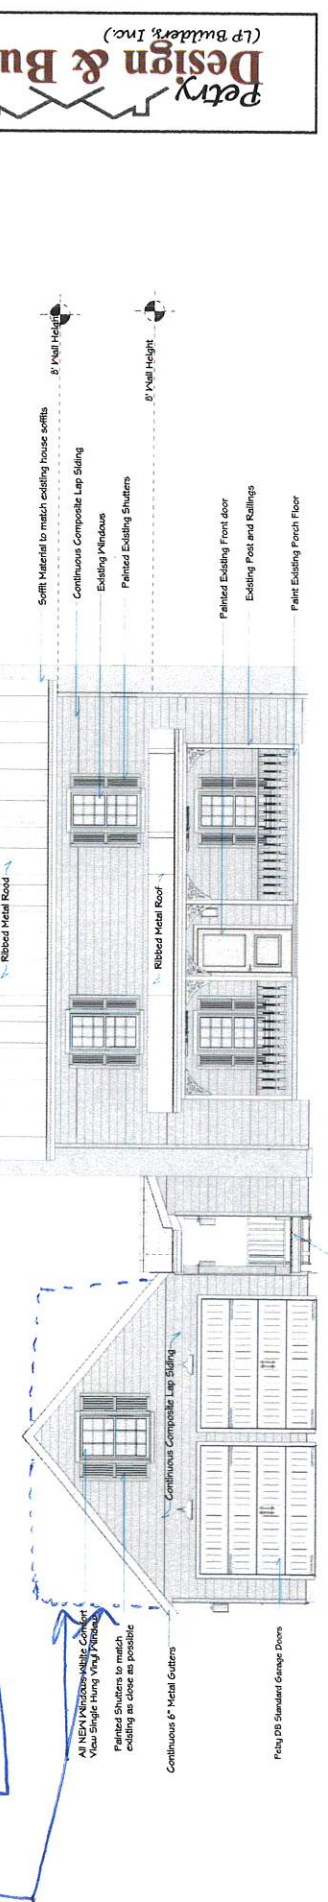 Petry
Design & Bu
(LP Builders, Inc.)
8' Wall Height
8' Wall Height
Soffit Material to match existing house soffits
Continuous Composite Lap Siding
Existing Windows
Painted Existing Shutters
Painted Existing Front door
Existing Post and Railings
Paint Existing Porch Floor
Ribbed Metal Rood
Ribbed Metal Roof
Continuous Composite Lap Siding
All NEW Windows White Comfort
View Single Hung Vinyl Window
Painted Shutters to match
existing as close as possible
Continuous 6" Metal Gutters
DB Standard Garage Doors